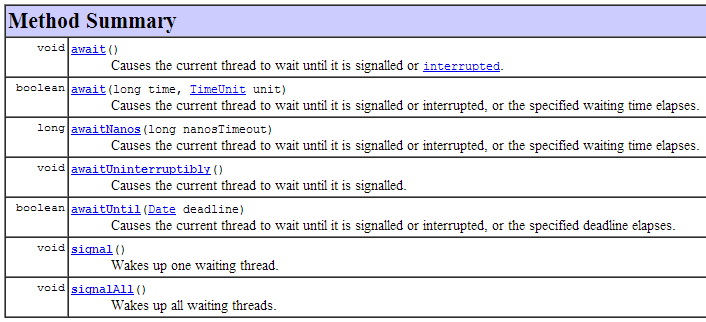 Method Summary
void await()
Causes the current thread to wait until it is signalled or interrupted.
boolean await(long time, TimeUnit unit)
Causes the current thread to wait until it is signalled or interrupted, or the specified waiting time elapses.
long awaitNanos(long nanosTimeout)
Causes the current thread to wait until it is signalled or interrupted, or the specified waiting time elapses.
void awaitUninterruptibly()
Causes the current thread to wait until it is signalled.
boolean awaitUntil(Date deadline)
Causes the current thread to wait until it is signalled or interrupted, or the specified deadline elapses.
void signal()
Wakes up one waiting thread.
void signalAll()
Wakes up all waiting threads.